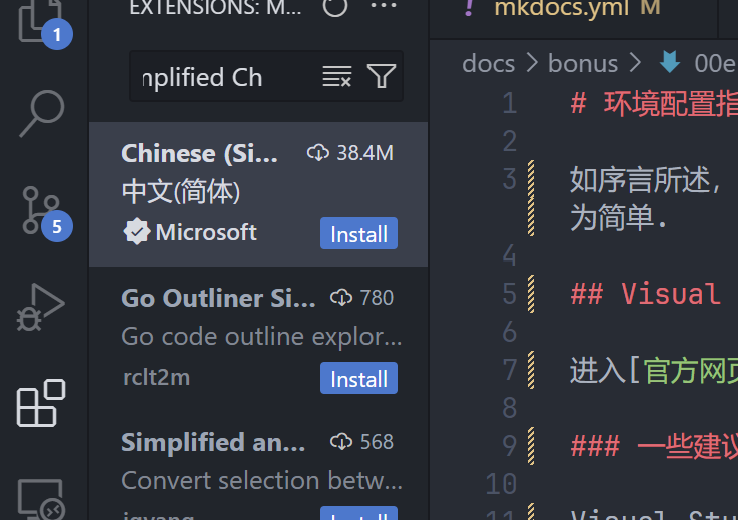 EXTENSIONS: M...
1
mplified Ch
Chinese (Si...
38.4M
中文(简体)
Microsoft
Install
Go Outliner Si...
780
Go code outline explor...
rclt2m
Install
Simplified an...
568
Convert selection betw...
Install
5
mkdocs.yml M
docs > bonus > 00e
1 # 环境配置指
2
3 如序言所述,
为简单.
4
5 ## Visual
6
7 进入[官方网页
8
9 ### 一些建议
10
11 Visual Stu